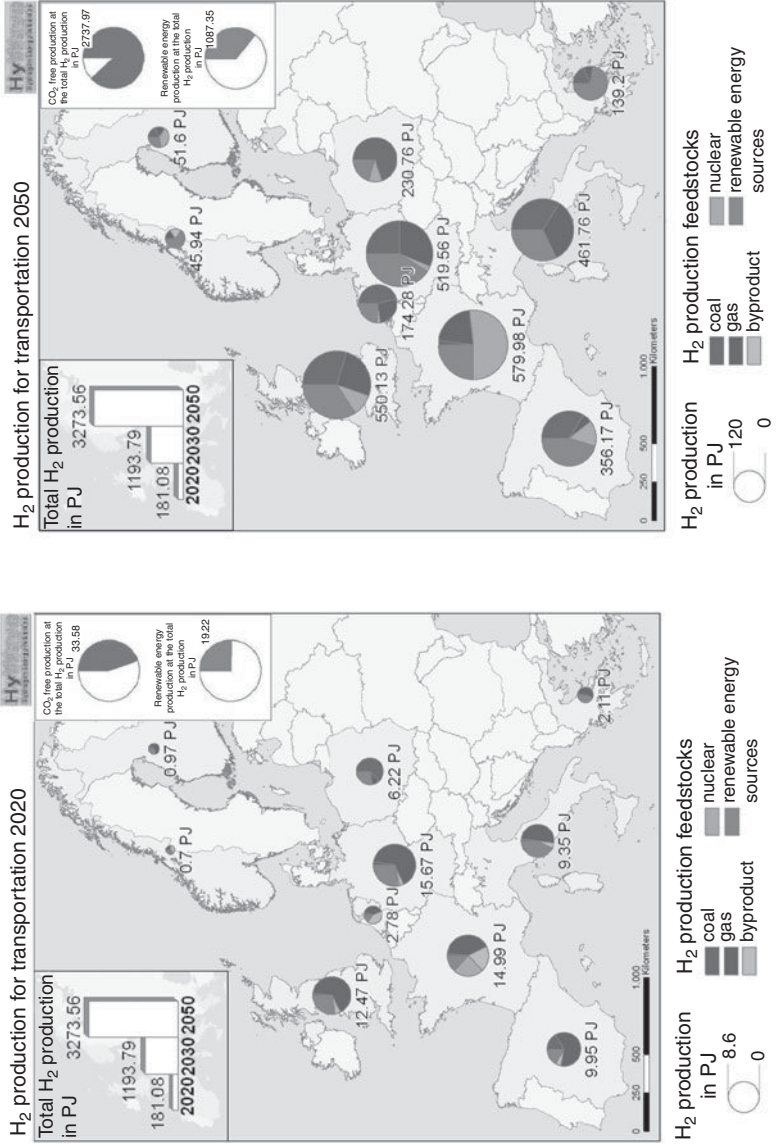 H2 production for transportation 2020
Total H2 production
in PJ
3273.56
1193.79
181.08
2020 2030 2050
Hy
CO2 free production at
the total H2 production
in PJ
33.58
Renewable energy
production at the total
H2 production
in PJ
19.22
0.7 PJ
0.97 PJ
12.47 PJ
2.78 PJ
15.67 PJ
6.22 PJ
14.99 PJ
9.35 PJ
2.11 PJ
9.95 PJ
0 250 500 1.000
Kilometers
H2 production
in PJ
8.6
0
H2 production feedstocks
coal
gas
byproduct
nuclear
renewable energy
sources
H2 production for transportation 2050
Total H2 production
in PJ
3273.56
1193.79
181.08
2020 2030 2050
Hy
CO2 free production at
the total H2 production
in PJ
2737.97
Renewable energy
production at the total
H2 production
in PJ
1087.35
45.94 PJ
51.6 PJ
550.13 PJ
174.28 PJ
519.56 PJ
230.76 PJ
579.98 PJ
461.76 PJ
139.2 PJ
356.17 PJ
0 250 500 1.000
Kilometers
H2 production
in PJ
120
0
H2 production feedstocks
coal
gas
byproduct
nuclear
renewable energy
sources